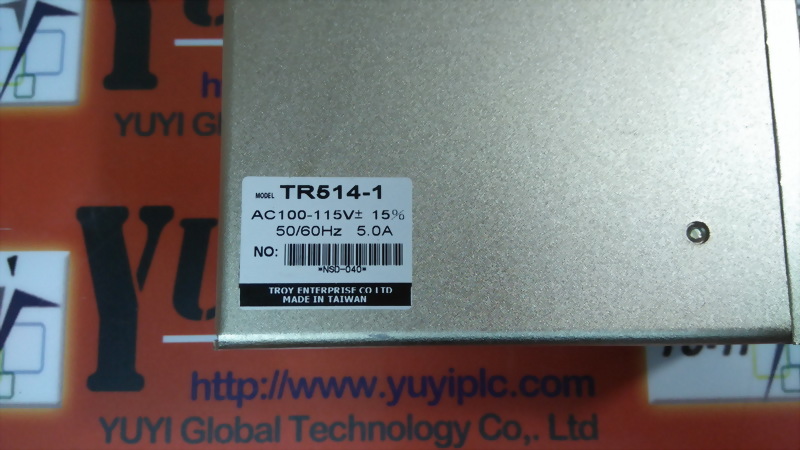 YUYI Gl
MODEL TR514-1
AC100-115V± 15%
50/60Hz 5.0A
NO:
*NSD-040*
TROY ENTERPRISE CO LTD
MADE IN TAIWAN
http://www.yuyiplc.com
YUYI Global Technology Co,. Ltd